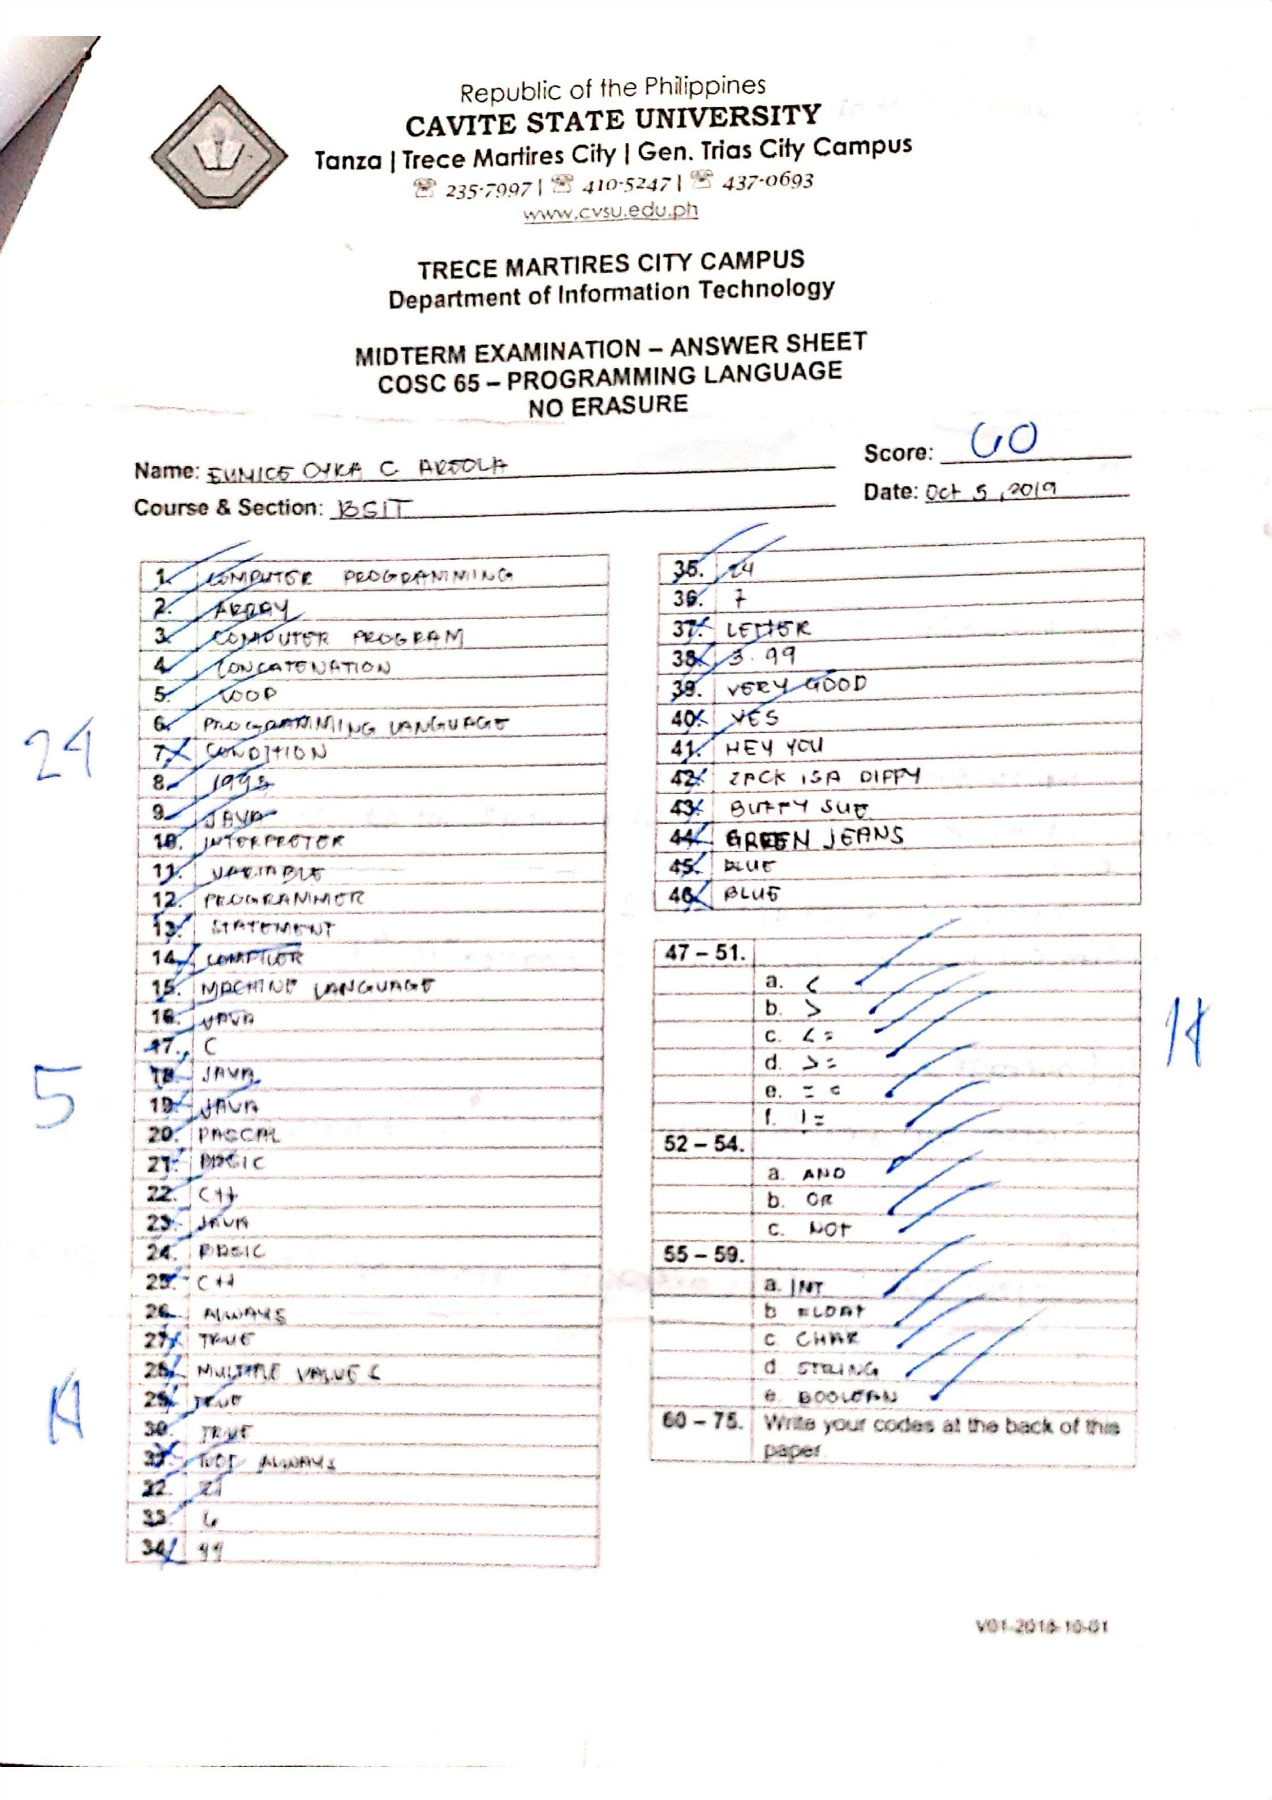 Republic of the Philippines
CAVITE STATE UNIVERSITY
Tanza | Trece Martires City | Gen. Trias City Campus
☏ 235-7997 | ☏ 410-5247 | ☏ 437-0693
www.cvsu.edu.ph
TRECE MARTIRES CITY CAMPUS
Department of Information Technology
MIDTERM EXAMINATION – ANSWER SHEET
COSC 65 – PROGRAMMING LANGUAGE
NO ERASURE
Name: EUNICE C AREOLA
Score: 60
Course & Section: BSIT
Date: Oct 5, 2019
1. COMPUTER PROGRAMMING
2. ARRAY
3. COMPUTER PROGRAM
4. CONCATENATION
5. LOOP
6. PROGRAMMING LANGUAGE
24
7. CONDITION
8. 1995
9. JAVA
10. INTERPRETER
11. VARIABLE
12. PROGRAMMER
13. STATEMENT
14. COMPILER
15. MACHINE LANGUAGE
16. JAVA
17. C
18. JAVA
5
19. JAVA
20. PASCAL
21. BASIC
22. C++
23. JAVA
24. BASIC
25. C++
26. ALWAYS
27. TRUE
28. MULTIPLE VALUES
29. TRUE
30. TRUE
31. NOT ALWAYS
32. 21
33. 6
34. 99
35. 24
36. 7
37. LETTER
38. 3.99
39. VERY GOOD
40. YES
41. HEY YOU
42. ZACK IS A DIPPY
43. BUFFY SUE
44. GREEN JEANS
45. BLUE
46. BLUE
47 – 51.
a. <
b. >
c. < =
d. > =
e. = =
f. ! =
14
52 – 54.
a. AND
b. OR
c. NOT
55 – 59.
a. INT
b FLOAT
c CHAR
d STRING
e. BOOLEAN
60 – 75. Write your codes at the back of this
paper.
V01-2018-10-01